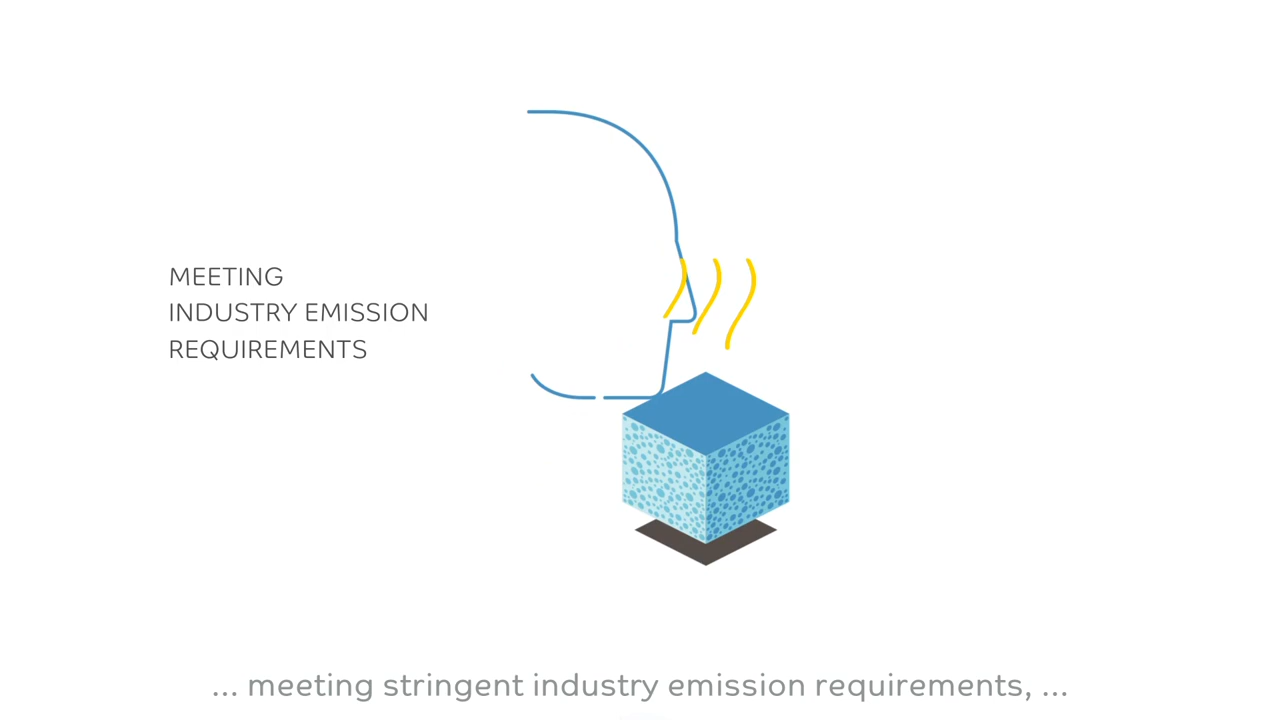 MEETING
INDUSTRY EMISSION
REQUIREMENTS
... meeting stringent industry emission requirements, ...